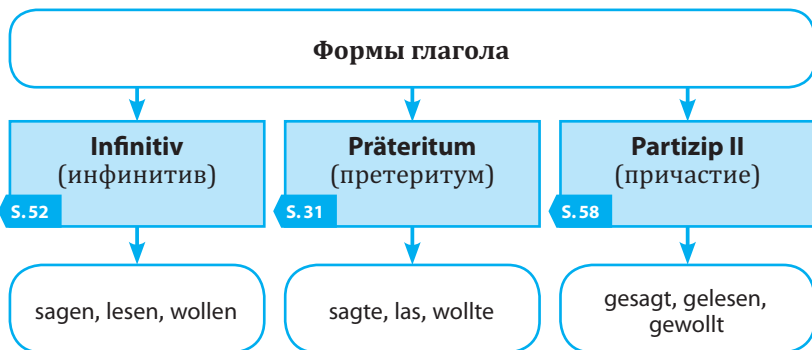 Формы глагола
Infinitiv
(инфинитив)
S. 52
Präteritum
(претеритум)
S. 31
Partizip II
(причастие)
S. 58
sagen, lesen, wollen
sagte, las, wollte
gesagt, gelesen,
gewollt